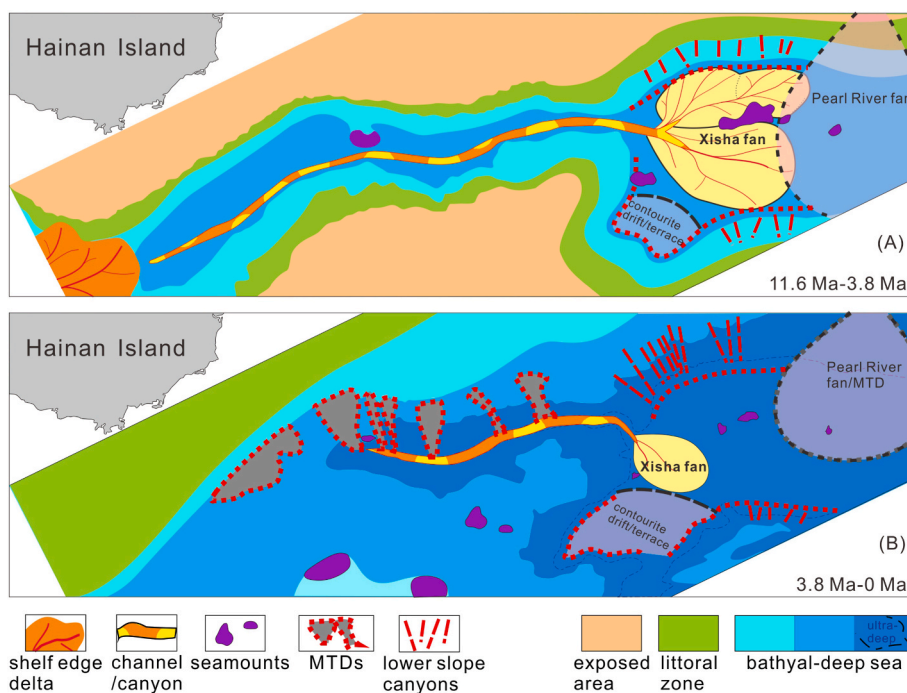 Hainan Island
Pearl River fan
Xisha fan
contourite
drift/terrace
(A)
11.6 Ma-3.8 Ma
Hainan Island
Pearl River
fan/MTD
Xisha fan
contourite
drift/terrace
(B)
3.8 Ma-0 Ma
ultra-
deep
shelf edge
delta
channel
/canyon
seamounts
MTDs
lower slope
canyons
exposed
area
littoral
zone
bathyal-deep sea